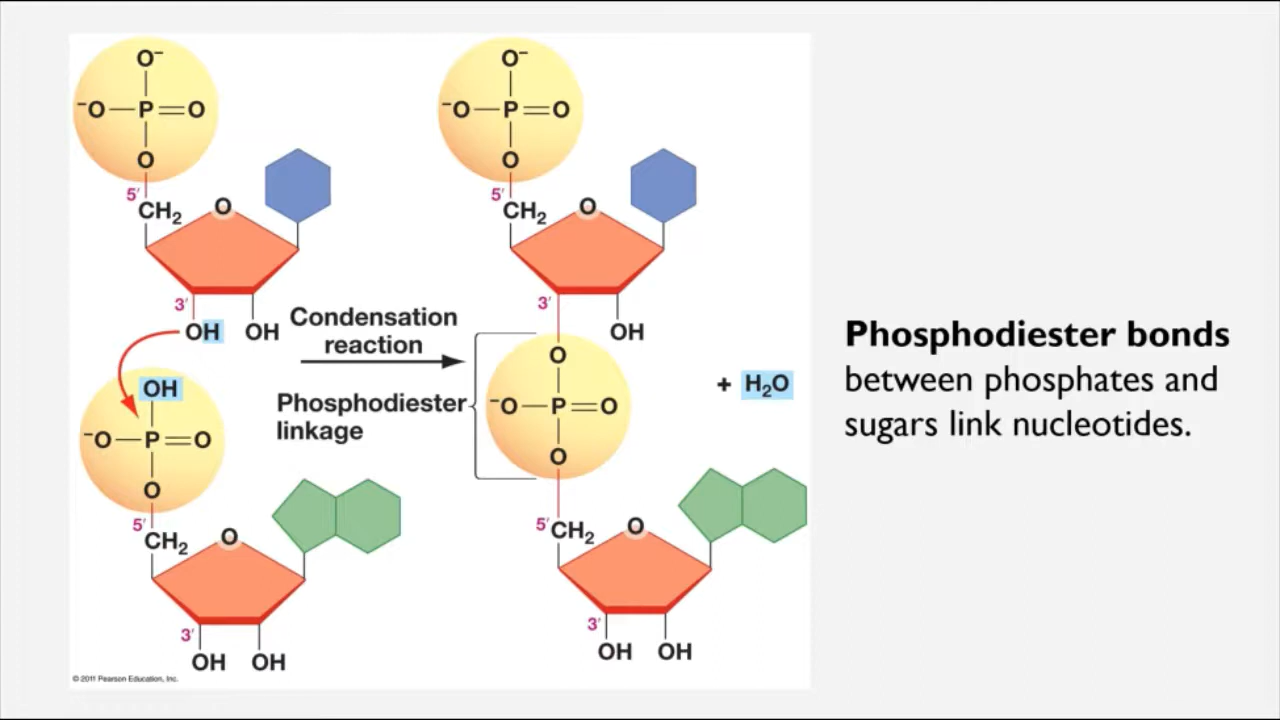 O⁻
⁻O—P=O
O
5′
CH₂
O
3′
OH
OH
OH
⁻O—P=O
O
5′
CH₂
O
3′
OH
OH
Condensation
reaction
Phosphodiester
linkage
O⁻
⁻O—P=O
O
5′
CH₂
O
3′
OH
O
⁻O—P=O
O
5′
CH₂
O
3′
OH
OH
+ H₂O
Phosphodiester bonds
between phosphates and
sugars link nucleotides.
© 2011 Pearson Education, Inc.